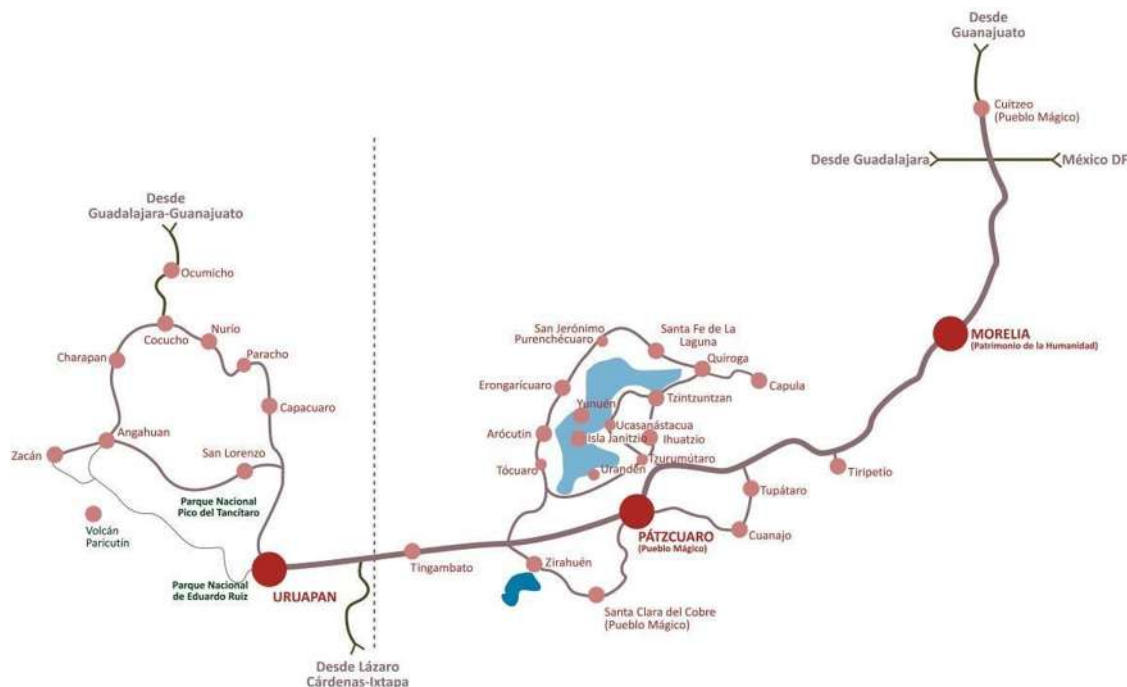 Desde
Guanajuato
Cuitzeo
(Pueblo Mágico)
Desde Guadalajara
México DF
Desde
Guadalajara-Guanajuato
Ocumicho
Cocucho
Nurío
Paracho
Charapan
Capacuaro
Angahuan
Zacán
San Lorenzo
Parque Nacional
Pico del Tancítaro
Volcán
Paricutín
Parque Nacional
de Eduardo Ruiz
URUAPAN
Desde Lázaro
Cárdenas-Ixtapa
Tingambato
San Jerónimo
Purenchécuaro
Santa Fe de La
Laguna
Quiroga
Capula
Erongarícuaro
Tzintzuntzan
Yunuén
Ucasanástacua
Arócutin
Isla Janitzio
Ihuatzio
Tócuaro
Urandén
Tzurumútaro
MORELIA
(Patrimonio de la Humanidad)
Tiripetio
Tupátaro
Cuanajo
PÁTZCUARO
(Pueblo Mágico)
Zirahuén
Santa Clara del Cobre
(Pueblo Mágico)